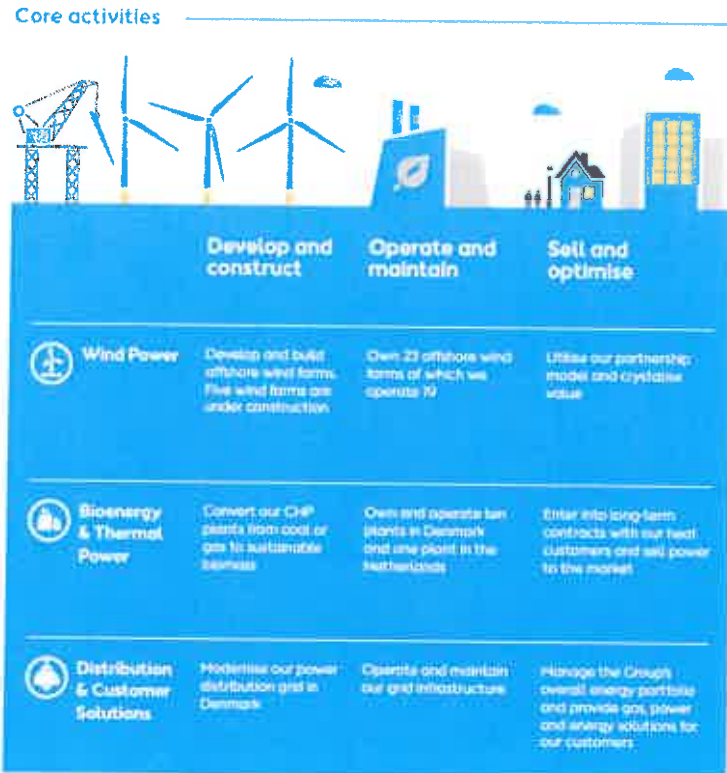 Core activities
Develop and
construct
Operate and
maintain
Sell and
optimise
Wind Power
Develop and build
offshore wind farms.
Five wind farms are
under construction
Own 23 offshore wind
farms of which we
operate 19
Utilise our partnership
model and crystalise
value
Bioenergy
& Thermal
Power
Convert our CHP
plants from coal or
gas to sustainable
biomass
Own and operate ten
plants in Denmark
and one plant in the
Netherlands
Enter into long-term
contracts with our heat
customers and sell power
to the market
Distribution
& Customer
Solutions
Modernise our power
distribution grid in
Denmark
Operate and maintain
our grid infrastructure
Manage the Group's
overall energy portfolio
and provide gas, power
and energy solutions for
our customers